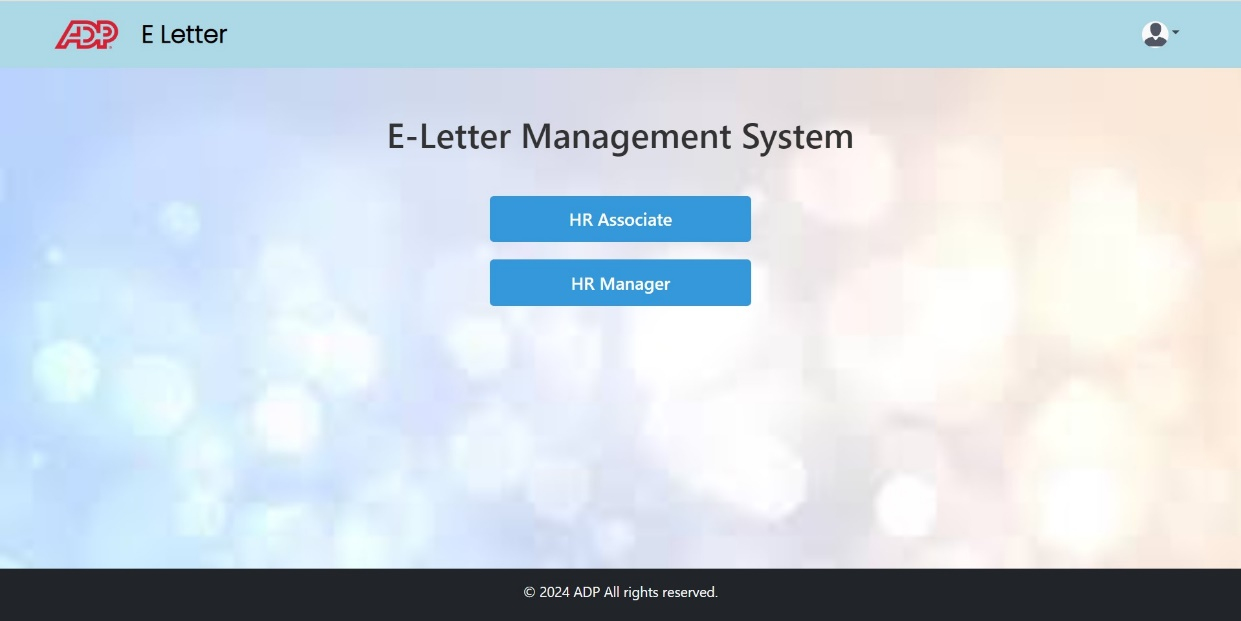 ADP E Letter
E-Letter Management System
HR Associate
HR Manager
© 2024 ADP All rights reserved.